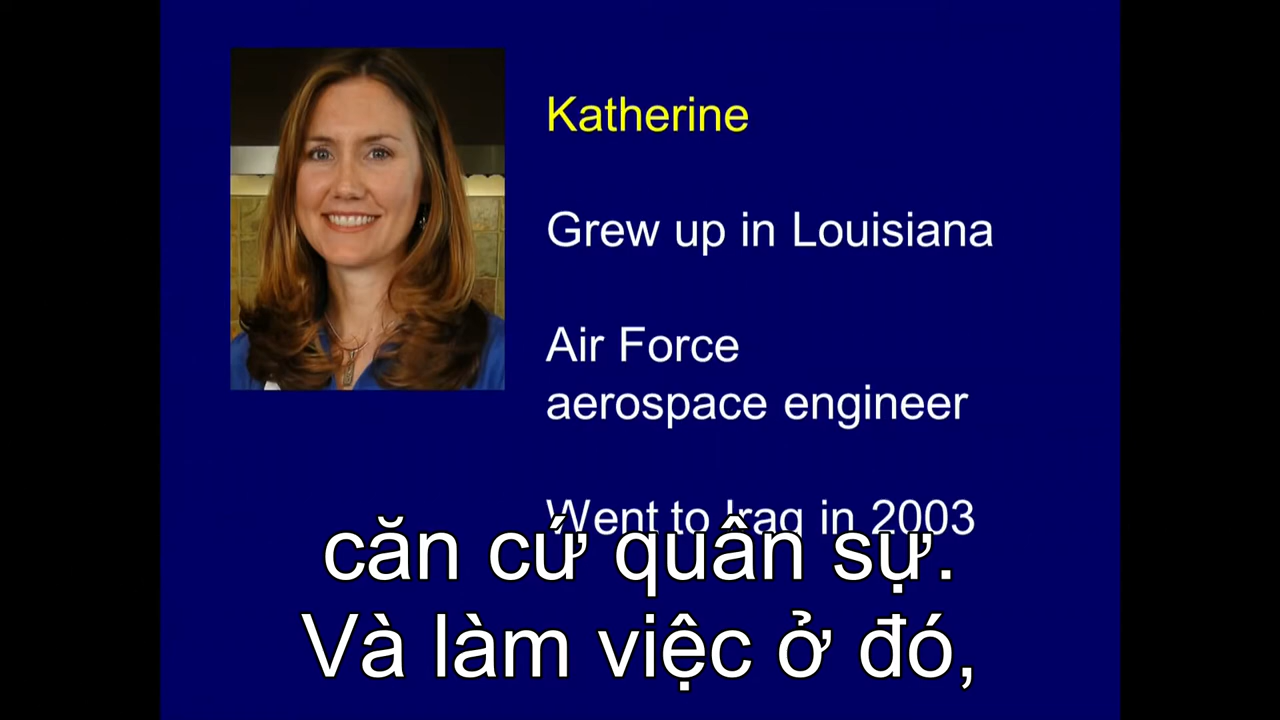 Katherine
Grew up in Louisiana
Air Force
aerospace engineer
Went to Iraq in 2003
căn cứ quân sự.
Và làm việc ở đó,